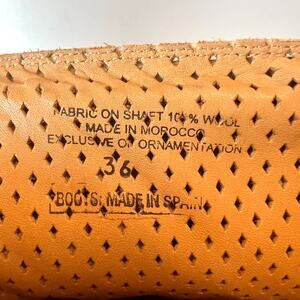 FABRIC ON SHAFT 100% WOOL
MADE IN MOROCCO
EXCLUSIVE OF ORNAMENTATION
36
BOOTS: MADE IN SPAIN